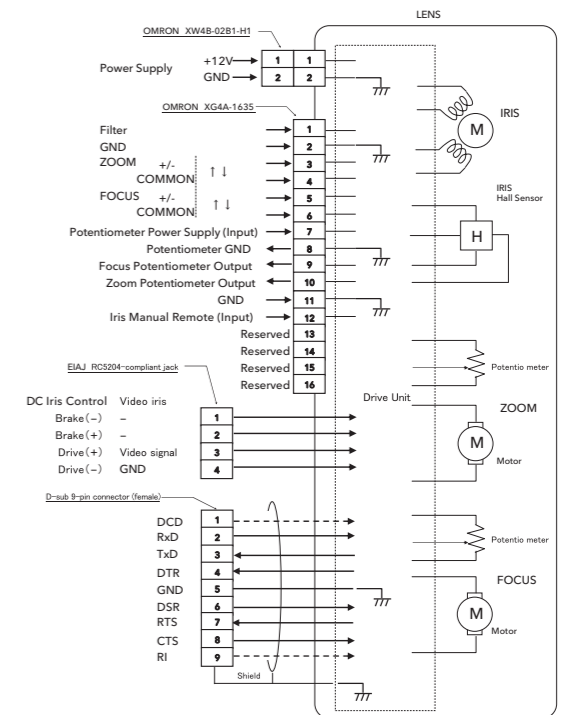 LENS
OMRON XW4B-02B1-H1
Power Supply
+12V 1 1
GND 2 2
OMRON XG4A-1635
Filter 1
GND 2
ZOOM +/- 3
COMMON 4
↑ ↓
FOCUS +/- 5
COMMON 6
↑ ↓
Potentiometer Power Supply (Input) 7
Potentiometer GND 8
Focus Potentiometer Output 9
Zoom Potentiometer Output 10
GND 11
Iris Manual Remote (Input) 12
Reserved 13
Reserved 14
Reserved 15
Reserved 16
EIAJ RC5204-compliant jack
DC Iris Control Video iris
Brake(−) − 1
Brake(+) − 2
Drive(+) Video signal 3
Drive(−) GND 4
D-sub 9-pin connector (female)
DCD 1
RxD 2
TxD 3
DTR 4
GND 5
DSR 6
RTS 7
CTS 8
RI 9
Shield
Drive Unit
IRIS
M
IRIS
Hall Sensor
H
Potentio meter
ZOOM
M
Motor
Potentio meter
FOCUS
M
Motor